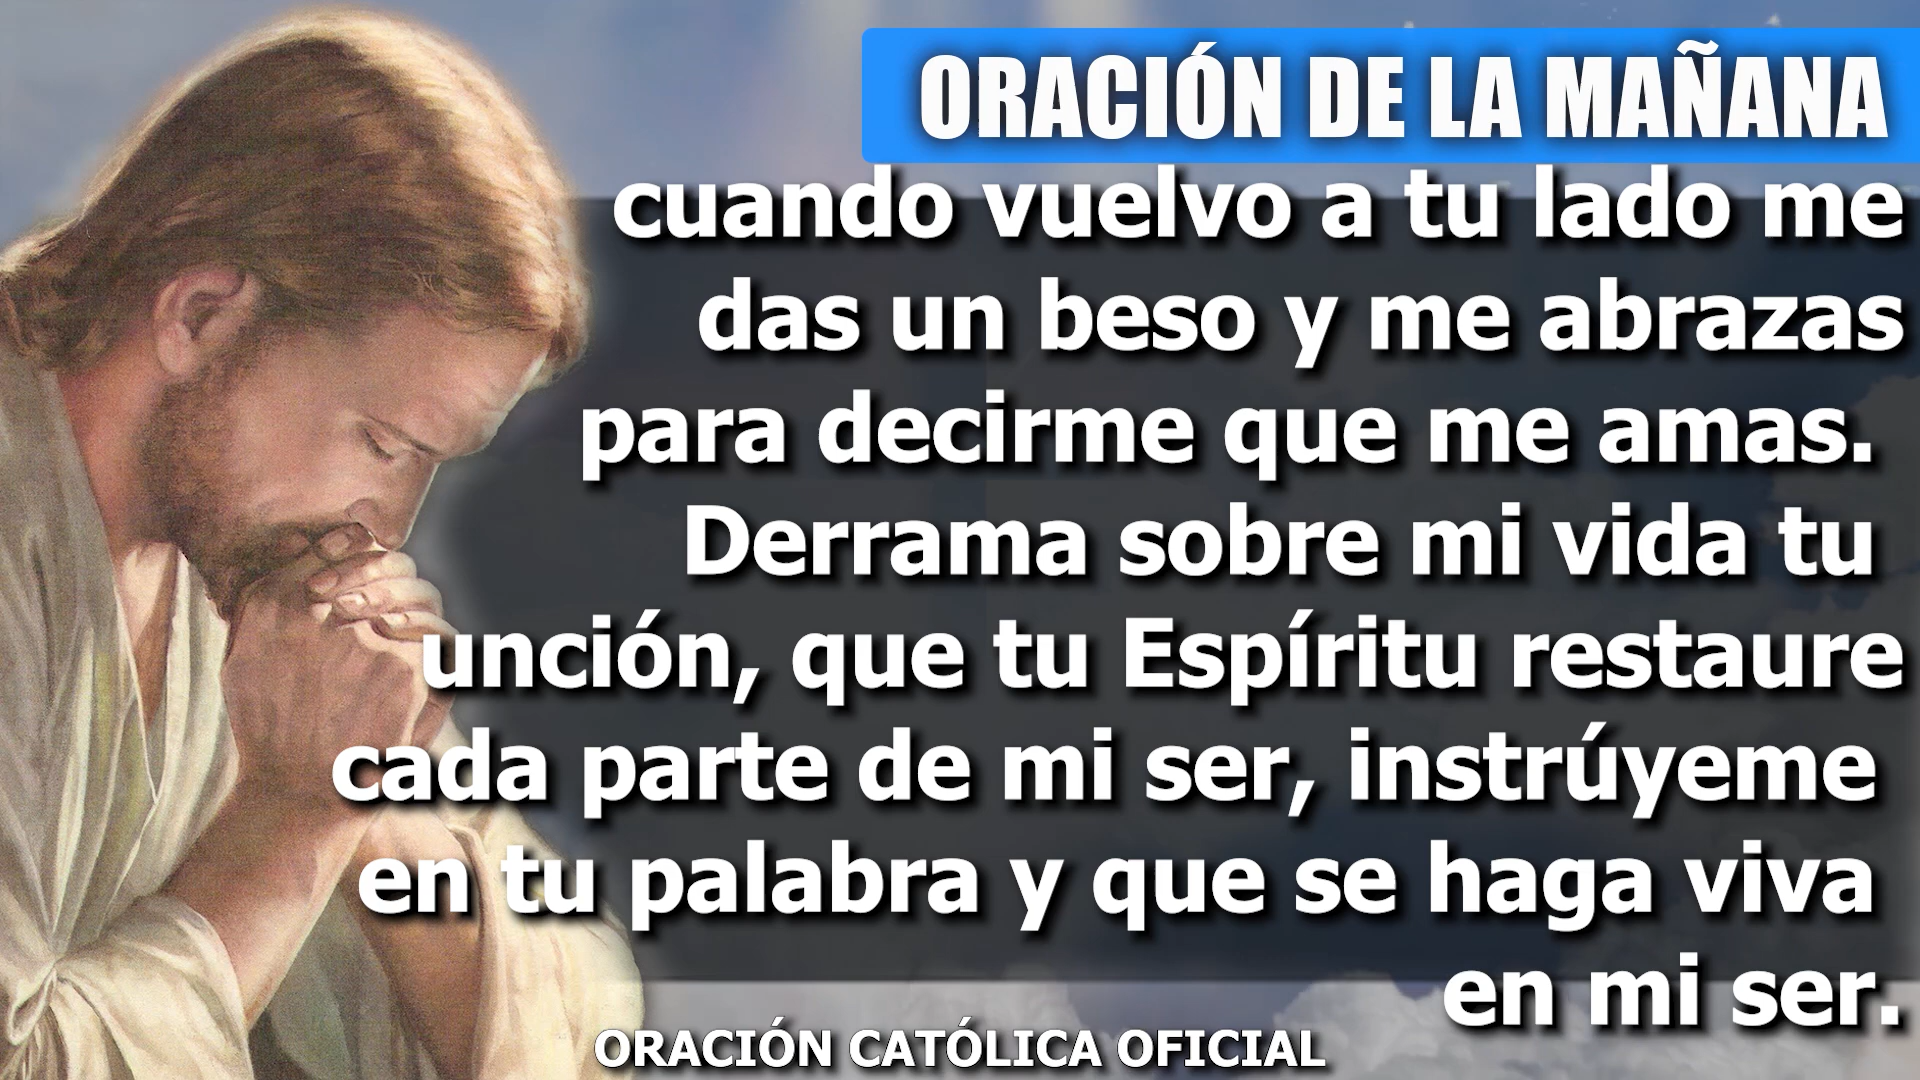 ORACIÓN DE LA MAÑANA
cuando vuelvo a tu lado me
das un beso y me abrazas
para decirme que me amas.
Derrama sobre mi vida tu
unción, que tu Espíritu restaure
cada parte de mi ser, instrúyeme
en tu palabra y que se haga viva
en mi ser.
ORACIÓN CATÓLICA OFICIAL